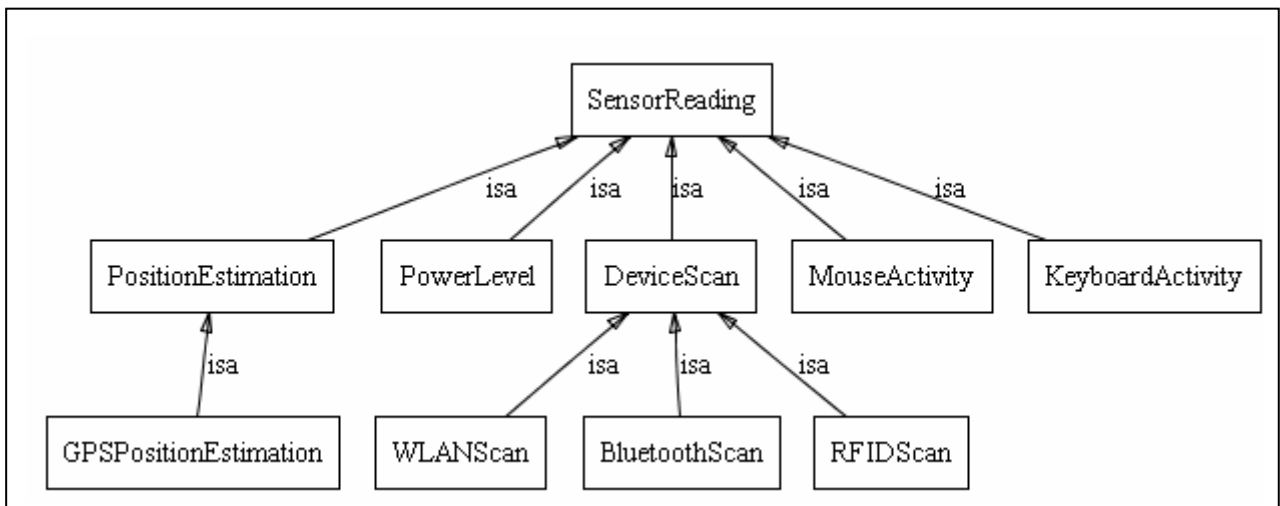 SensorReading
isa isa isa isa isa
PositionEstimation PowerLevel DeviceScan MouseActivity KeyboardActivity
isa isa isa isa
GPSPositionEstimation WLANScan BluetoothScan RFIDScan